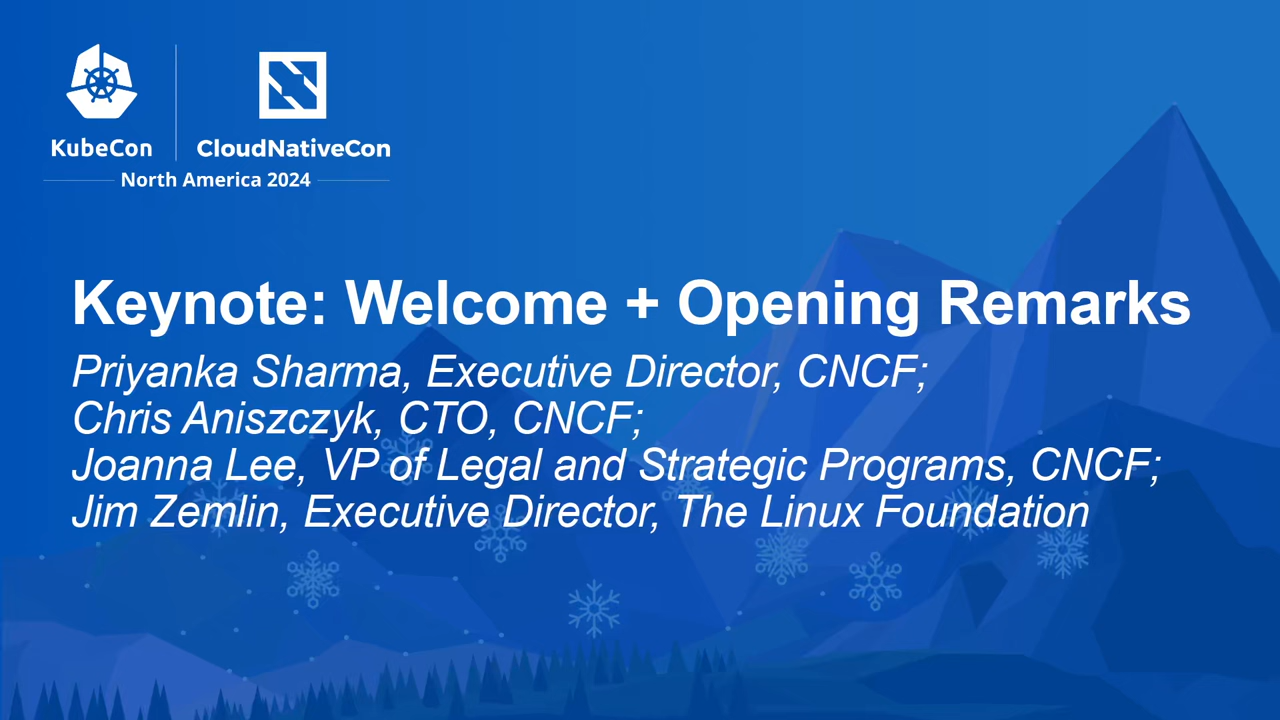 KubeCon
CloudNativeCon
North America 2024
Keynote: Welcome + Opening Remarks
Priyanka Sharma, Executive Director, CNCF;
Chris Aniszczyk, CTO, CNCF;
Joanna Lee, VP of Legal and Strategic Programs, CNCF;
Jim Zemlin, Executive Director, The Linux Foundation